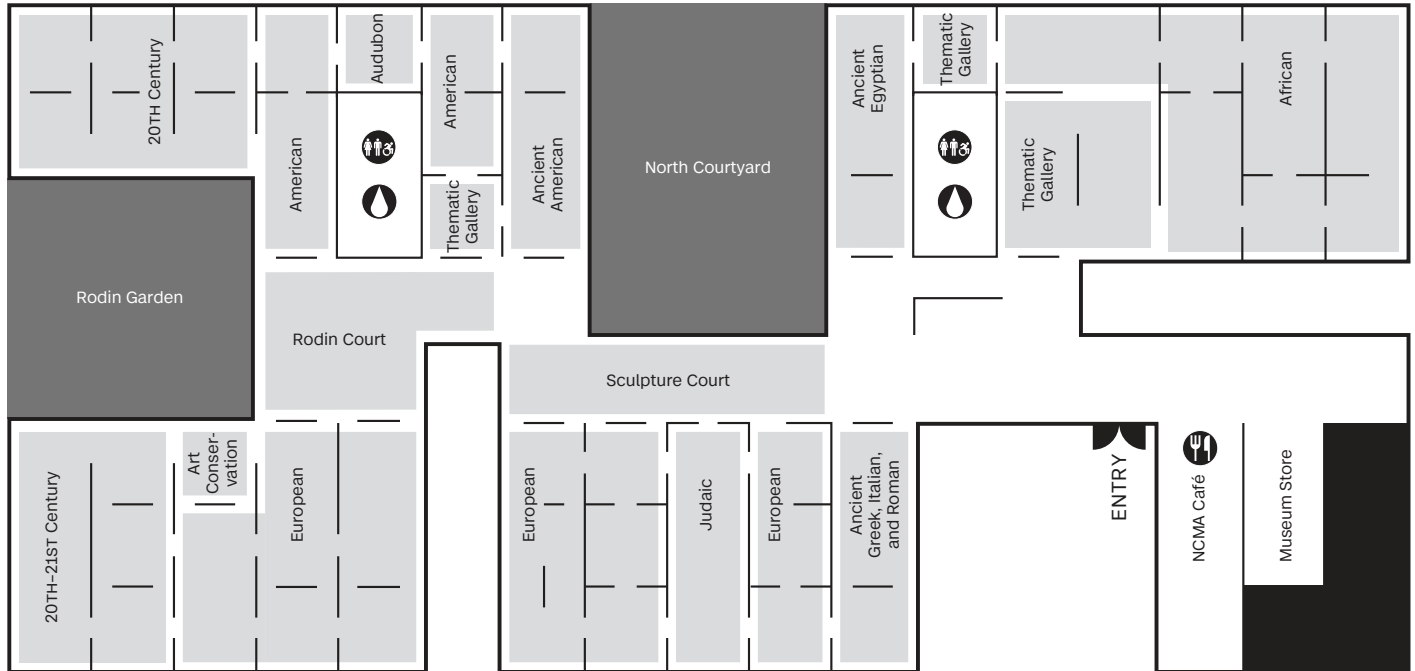 20TH Century
American
Audubon
American
Thematic
Gallery
Ancient
American
North Courtyard
Ancient
Egyptian
Thematic
Gallery
Thematic
Gallery
African
Rodin Garden
Rodin Court
Sculpture Court
20TH–21ST Century
Art
Conser-
vation
European
European
Judaic
European
Ancient
Greek, Italian,
and Roman
ENTRY
NCMA Café
Museum Store